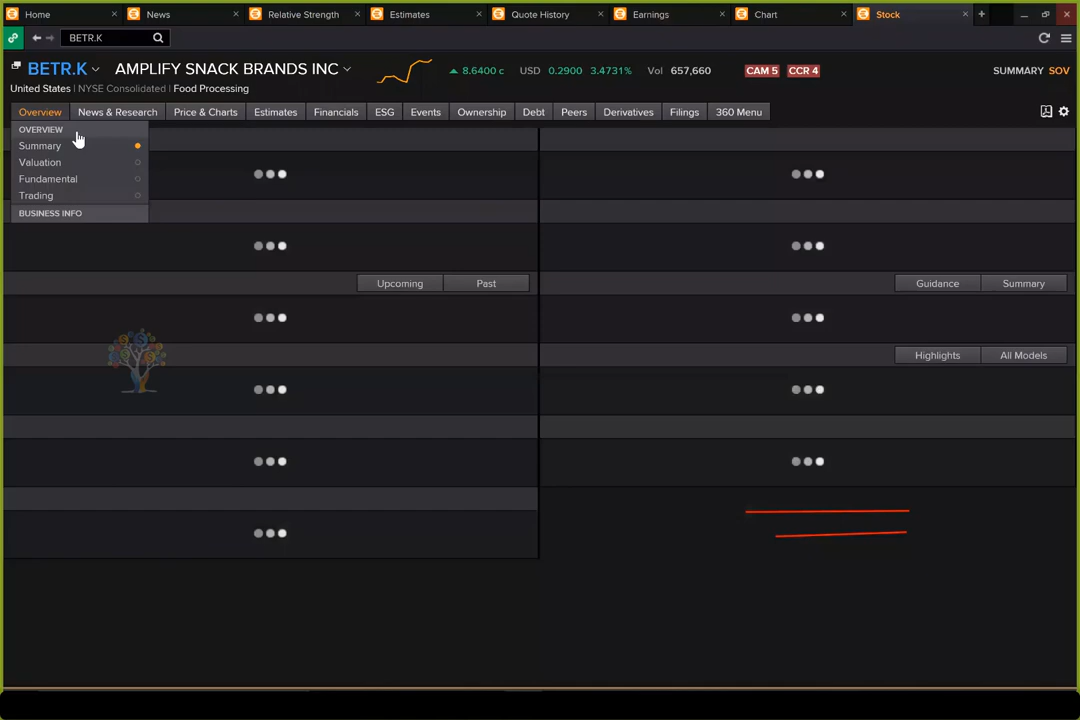 Home News Relative Strength Estimates Quote History Earnings Chart Stock
BETR.K
BETR.K AMPLIFY SNACK BRANDS INC 8.6400 c USD 0.2900 3.4731% Vol 657,660 CAM 5 CCR 4 SUMMARY SOV
United States | NYSE Consolidated | Food Processing
Overview News & Research Price & Charts Estimates Financials ESG Events Ownership Debt Peers Derivatives Filings 360 Menu
OVERVIEW
Summary
Valuation
Fundamental
Trading
BUSINESS INFO
Upcoming Past Guidance Summary
Highlights All Models